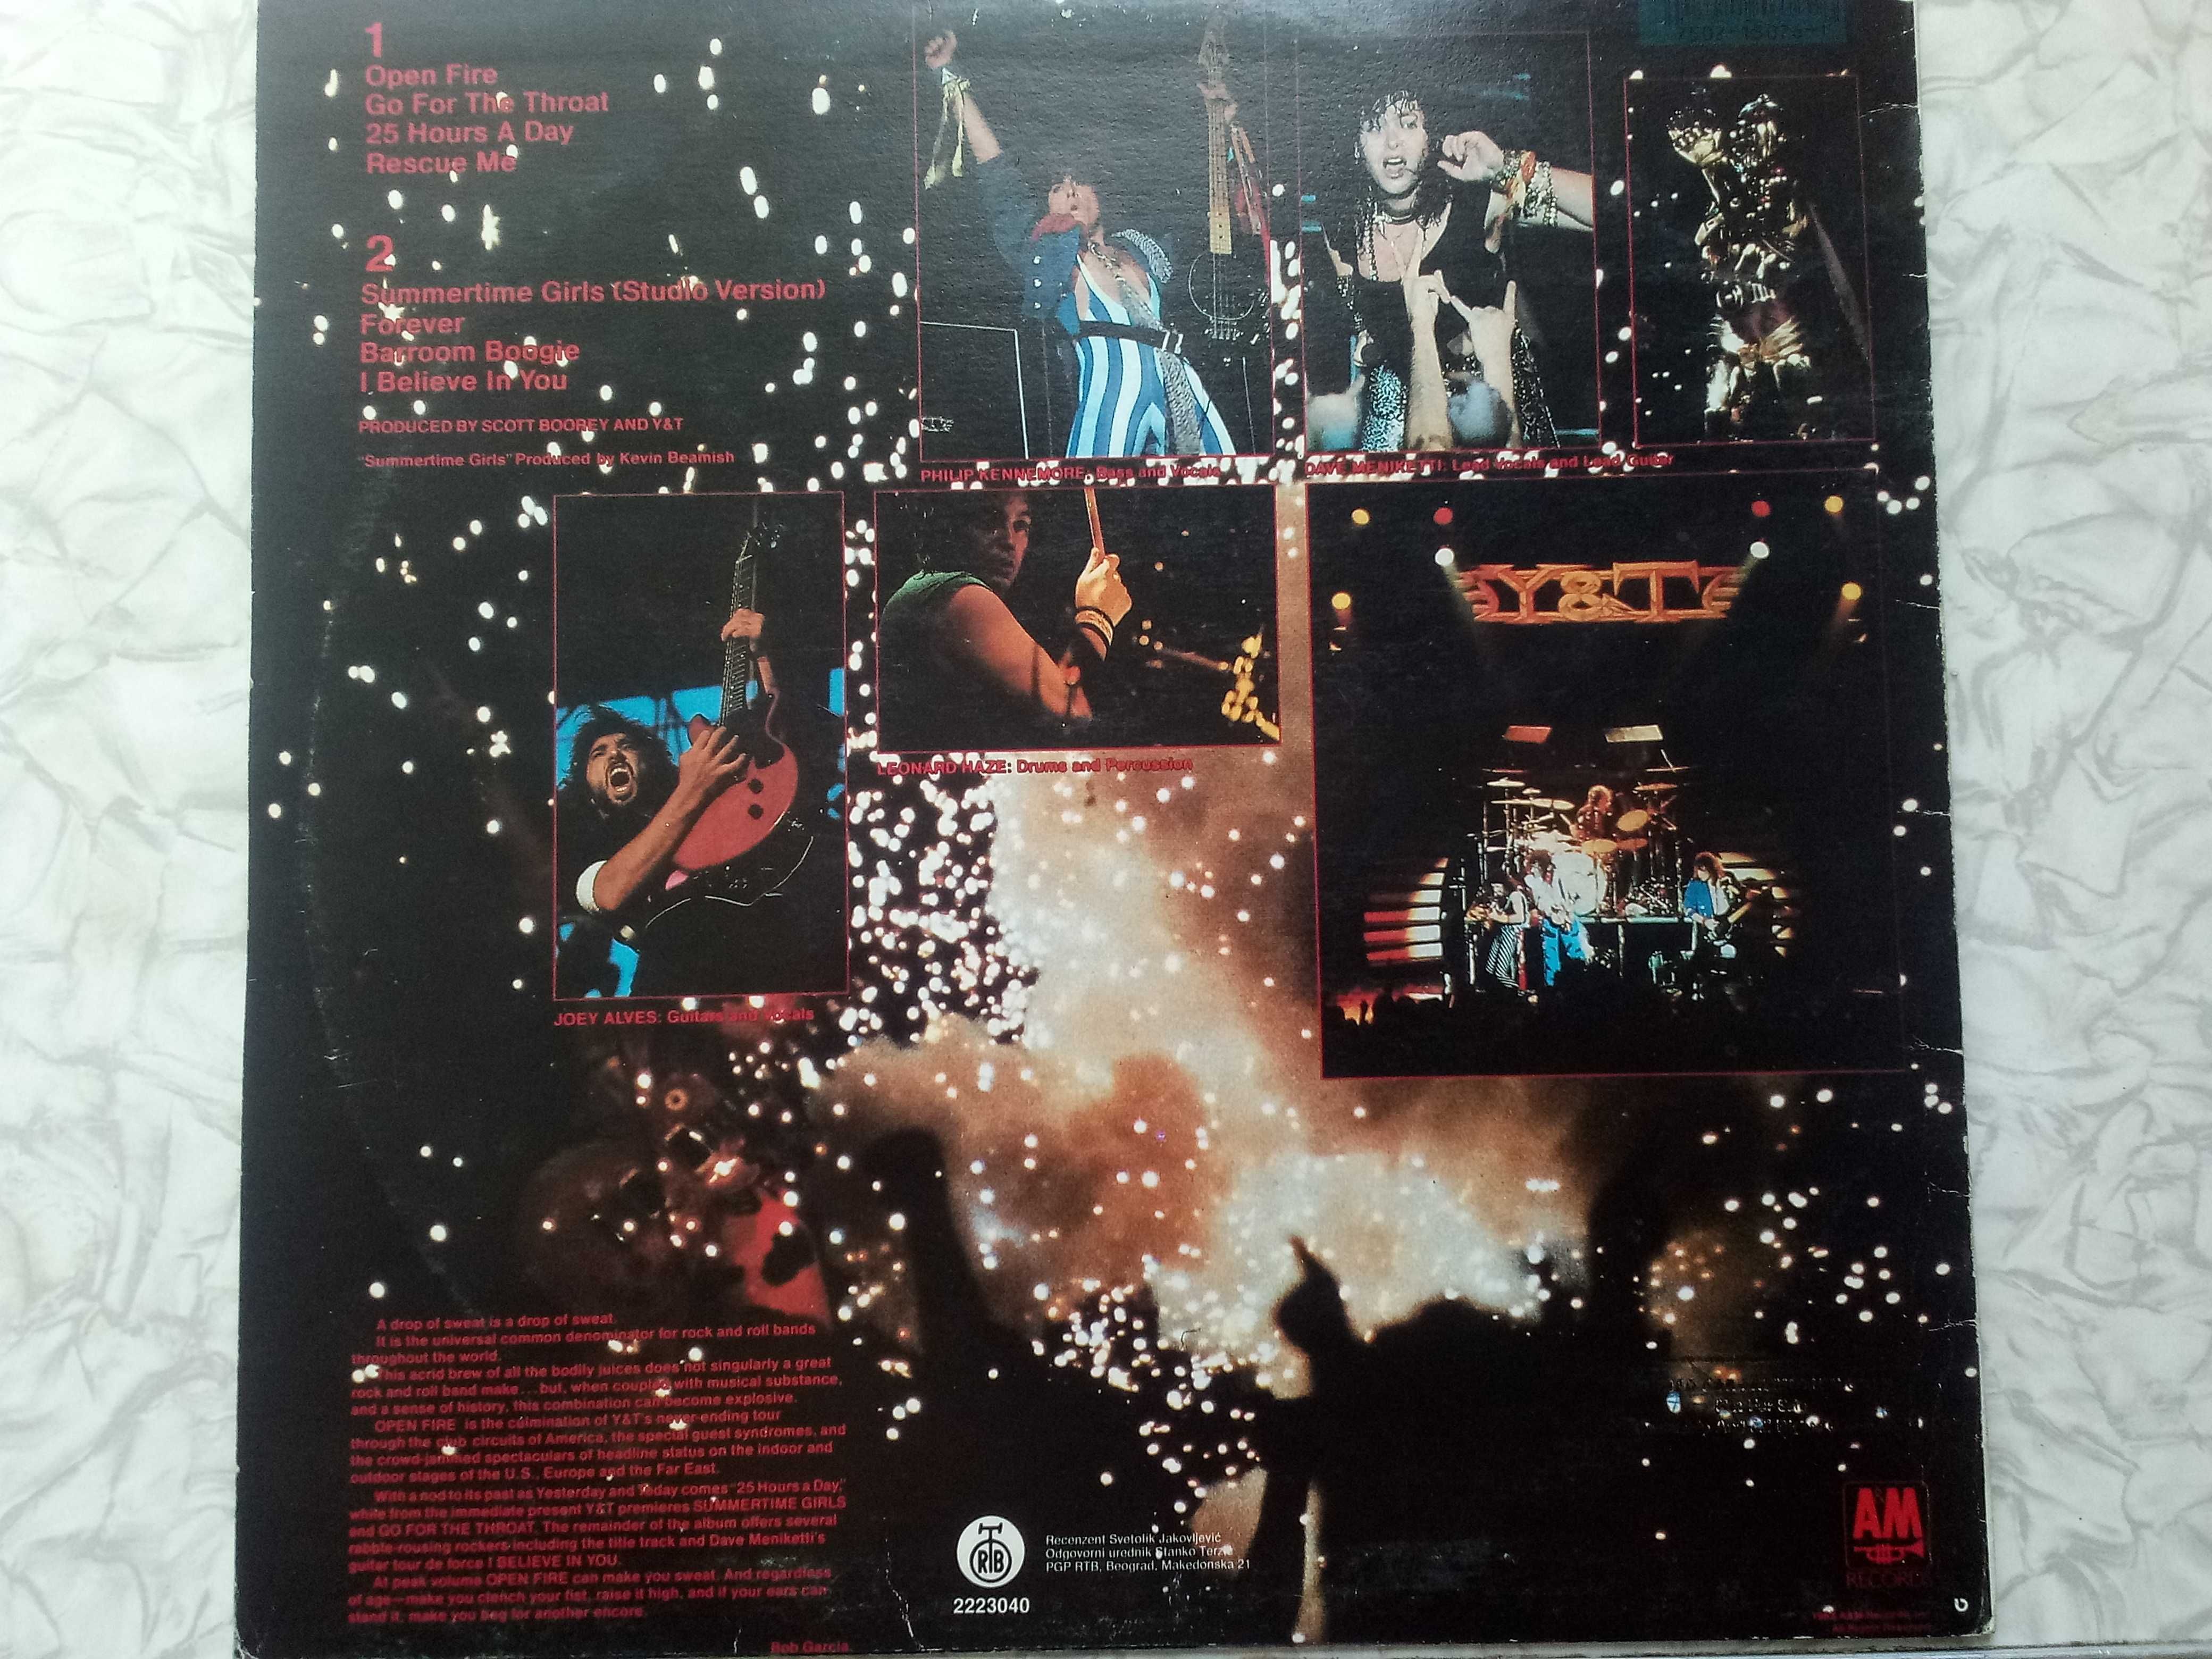 1
Open Fire
Go For The Throat
25 Hours A Day
Rescue Me
2
Summertime Girls (Studio Version)
Forever
Barroom Boogie
I Believe In You
PRODUCED BY SCOTT BOOREY AND Y&T
"Summertime Girls" Produced by Kevin Beamish
PHILIP KENNEMORE: Bass and Vocals
DAVE MENIKETTI: Lead Vocals and Lead Guitar
Y&T
LEONARD HAZE: Drums and Percussion
JOEY ALVES: Guitars and Vocals
A drop of sweat is a drop of sweat.
It is the universal common denominator for rock and roll bands
throughout the world.
This acrid brew of all the bodily juices does not singularly a great
rock and roll band make...but, when coupled with musical substance,
and a sense of history, this combination can become explosive.
OPEN FIRE is the culmination of Y&T's never-ending tour
through the club circuits of America, the special guest syndromes, and
the crowd-jammed spectaculars of headline status on the indoor and
outdoor stages of the U.S., Europe and the Far East.
With a nod to its past as Yesterday and Today comes "25 Hours a Day,"
while from the immediate present Y&T premieres SUMMERTIME GIRLS
and GO FOR THE THROAT. The remainder of the album offers several
rabble-rousing rockers including the title track and Dave Meniketti's
guitar tour de force I BELIEVE IN YOU.
At peak volume OPEN FIRE can make you sweat. And regardless
of age—make you clench your fist, raise it high, and if your ears can
stand it, make you beg for another encore.
Bob Garcia
RTB
2223040
Recenzent Svetolik Jakovljević
Odgovorni urednik Stanko Terzić
PGP RTB, Beograd, Makedonska 21
A&M
RECORDS